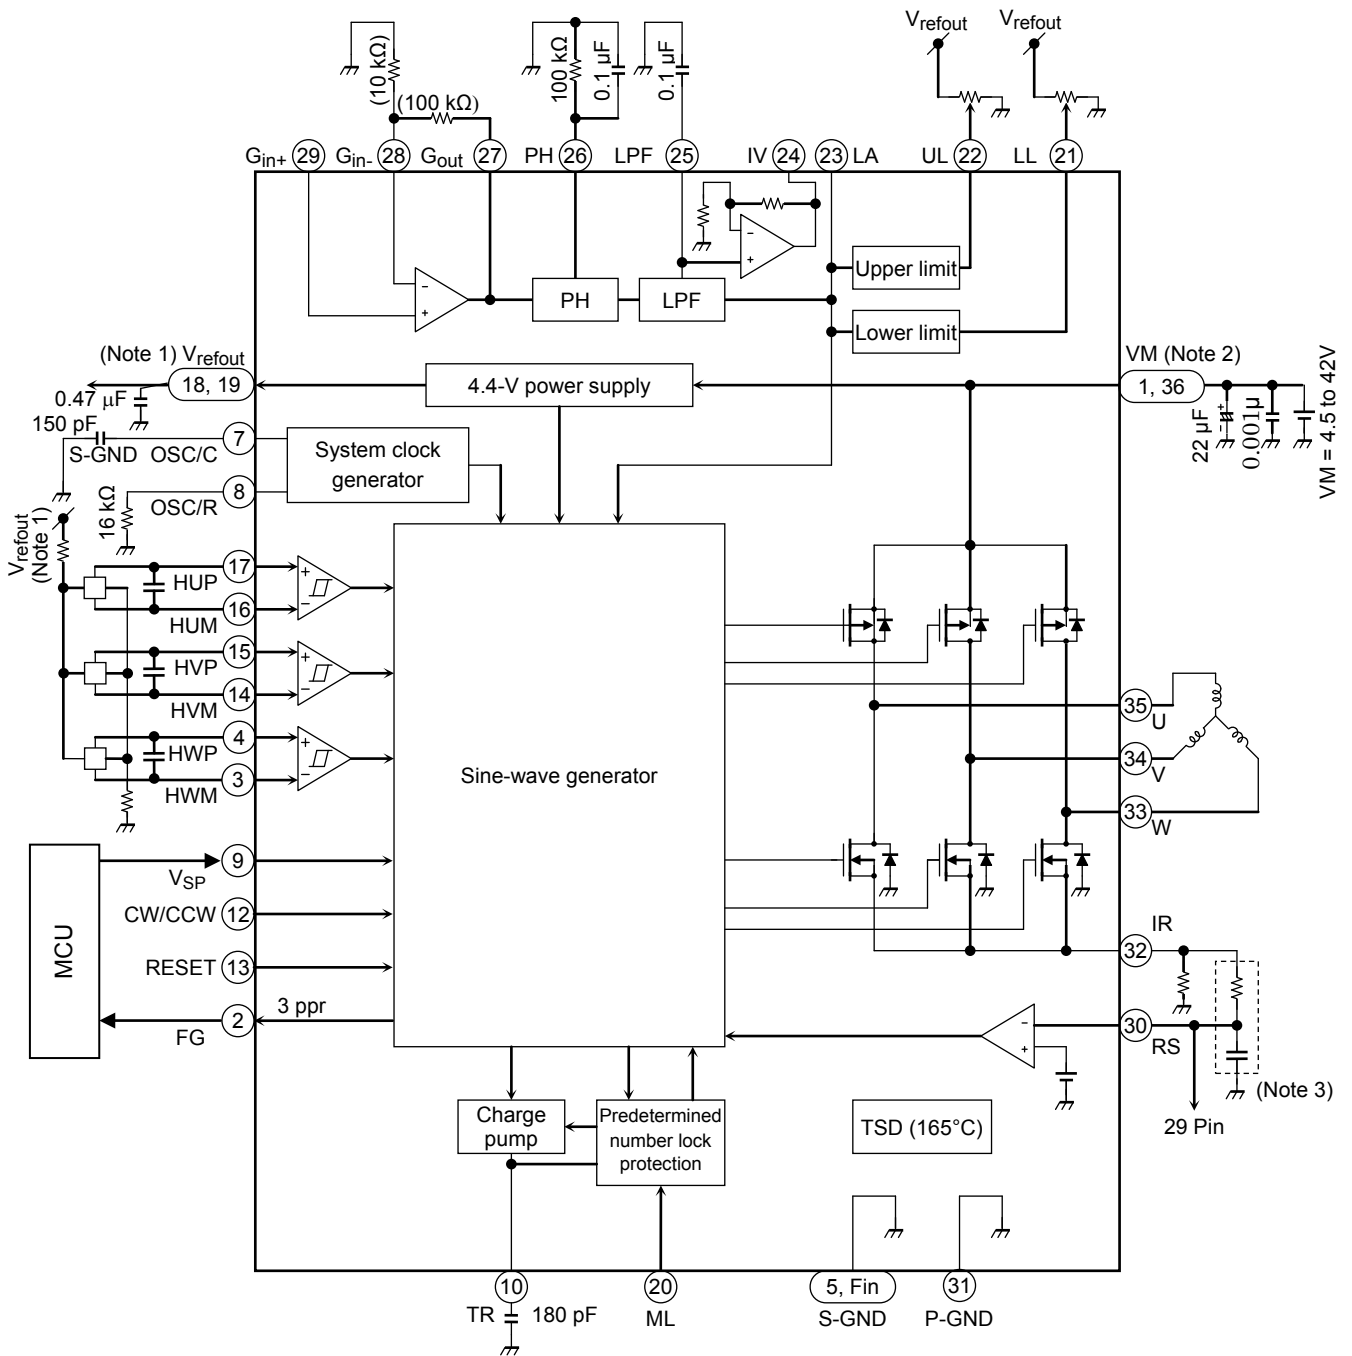 Vrefout
Vrefout
(10 kΩ)
(100 kΩ)
100 kΩ
0.1 µF
0.1 µF
Gin+ 29
Gin- 28
Gout 27
PH 26
LPF 25
IV 24
23 LA
UL 22
LL 21
Upper limit
PH
LPF
Lower limit
(Note 1) Vrefout
18, 19
0.47 µF
4.4-V power supply
VM (Note 2)
1, 36
22 µF
+
-
0.001µ
VM = 4.5 to 42V
150 pF
S-GND
OSC/C
7
System clock
generator
8
OSC/R
16 kΩ
Vrefout
(Note 1)
17
HUP
16
HUM
+
-
15
HVP
14
HVM
+
-
4
HWP
3
HWM
+
-
Sine-wave generator
35
U
34
V
33
W
MCU
9
VSP
CW/CCW 12
RESET 13
2
FG
3 ppr
IR
32
30
RS
-
+
(Note 3)
29 Pin
Charge
pump
Predetermined
number lock
protection
TSD (165°C)
10
TR
180 pF
20
ML
5, Fin
S-GND
31
P-GND